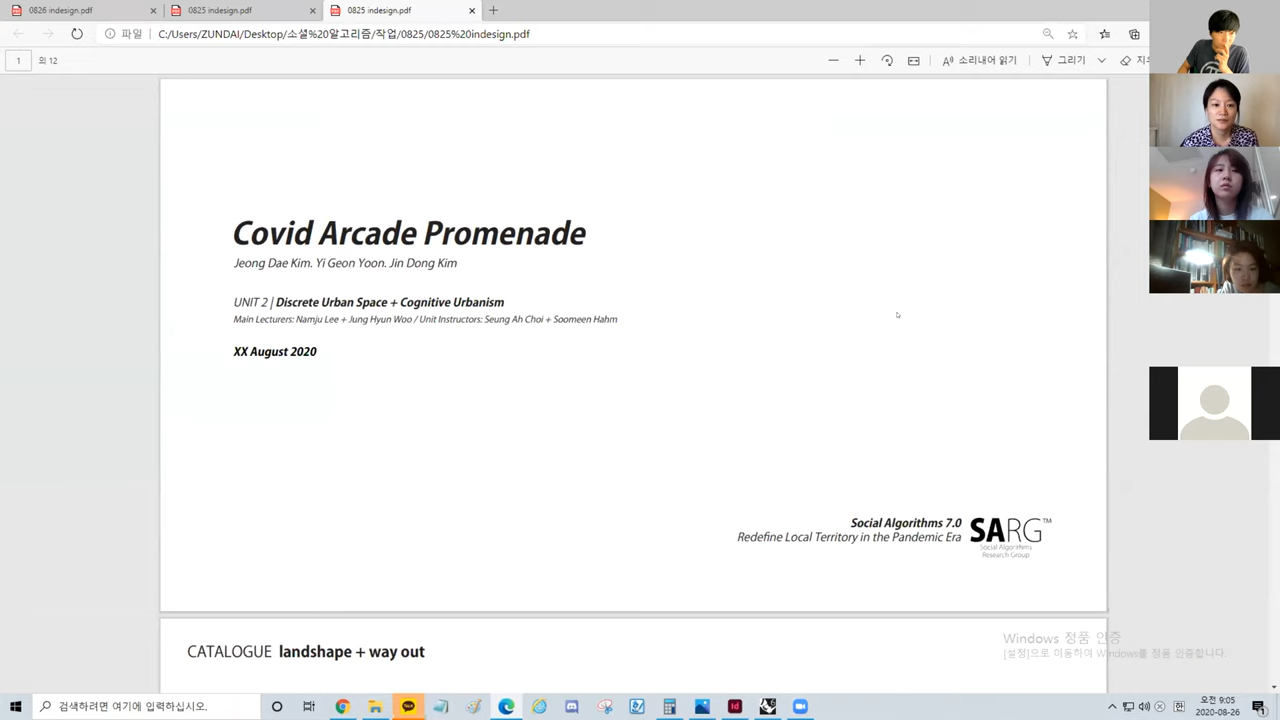 0826 indesign.pdf
0825 indesign.pdf
0825 indesign.pdf
파일
C:/Users/ZUNDAI/Desktop/소셜%20알고리즘/작업/0825/0825%20indesign.pdf
1 의 12
소리내어 읽기
그리기
Covid Arcade Promenade
Jeong Dae Kim. Yi Geon Yoon. Jin Dong Kim
UNIT 2 | Discrete Urban Space + Cognitive Urbanism
Main Lecturers: Namju Lee + Jung Hyun Woo / Unit Instructors: Seung Ah Choi + Soomeen Hahm
XX August 2020
Social Algorithms 7.0
Redefine Local Territory in the Pandemic Era
SARG™
Social Algorithms
Research Group
CATALOGUE landshape + way out
Windows 정품 인증
[설정]으로 이동하여 Windows를 정품 인증합니다.
검색하려면 여기에 입력하십시오.
오전 9:05
2020-08-26